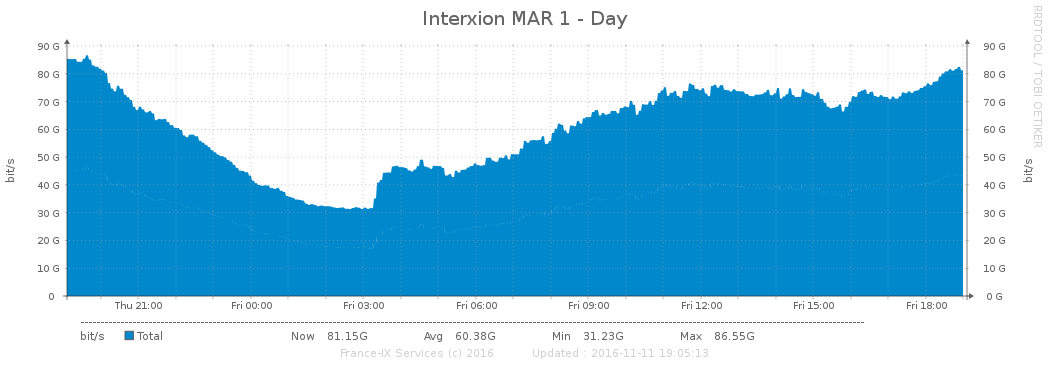 Interxion MAR 1 - Day
RRDTOOL / TOBI OETIKER
90 G 90 G
80 G 80 G
70 G 70 G
60 G 60 G
50 G 50 G
40 G 40 G
30 G 30 G
20 G 20 G
10 G 10 G
0 0 G
bit/s bit/s
Thu 21:00 Fri 00:00 Fri 03:00 Fri 06:00 Fri 09:00 Fri 12:00 Fri 15:00 Fri 18:00
bit/s Total Now 81.15G Avg 60.38G Min 31.23G Max 86.55G
France-IX Services (c) 2016 Updated : 2016-11-11 19:05:13